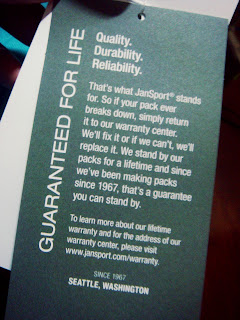 GUARANTEED FOR LIFE
Quality.
Durability.
Reliability.
That's what JanSport® stands
for. So if your pack ever
breaks down, simply return
it to our warranty center.
We'll fix it or if we can't, we'll
replace it. We stand by our
packs for a lifetime and since
we've been making packs
since 1967, that's a guarantee
you can stand by.
To learn more about our lifetime
warranty and for the address of our
warranty center, please visit
www.jansport.com/warranty.
SINCE 1967
SEATTLE, WASHINGTON